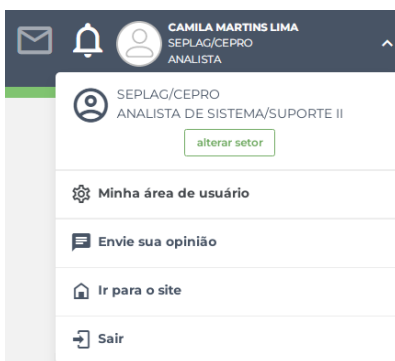 CAMILA MARTINS LIMA
SEPLAG/CEPRO
ANALISTA
SEPLAG/CEPRO
ANALISTA DE SISTEMA/SUPORTE II
alterar setor
Minha área de usuário
Envie sua opinião
Ir para o site
Sair